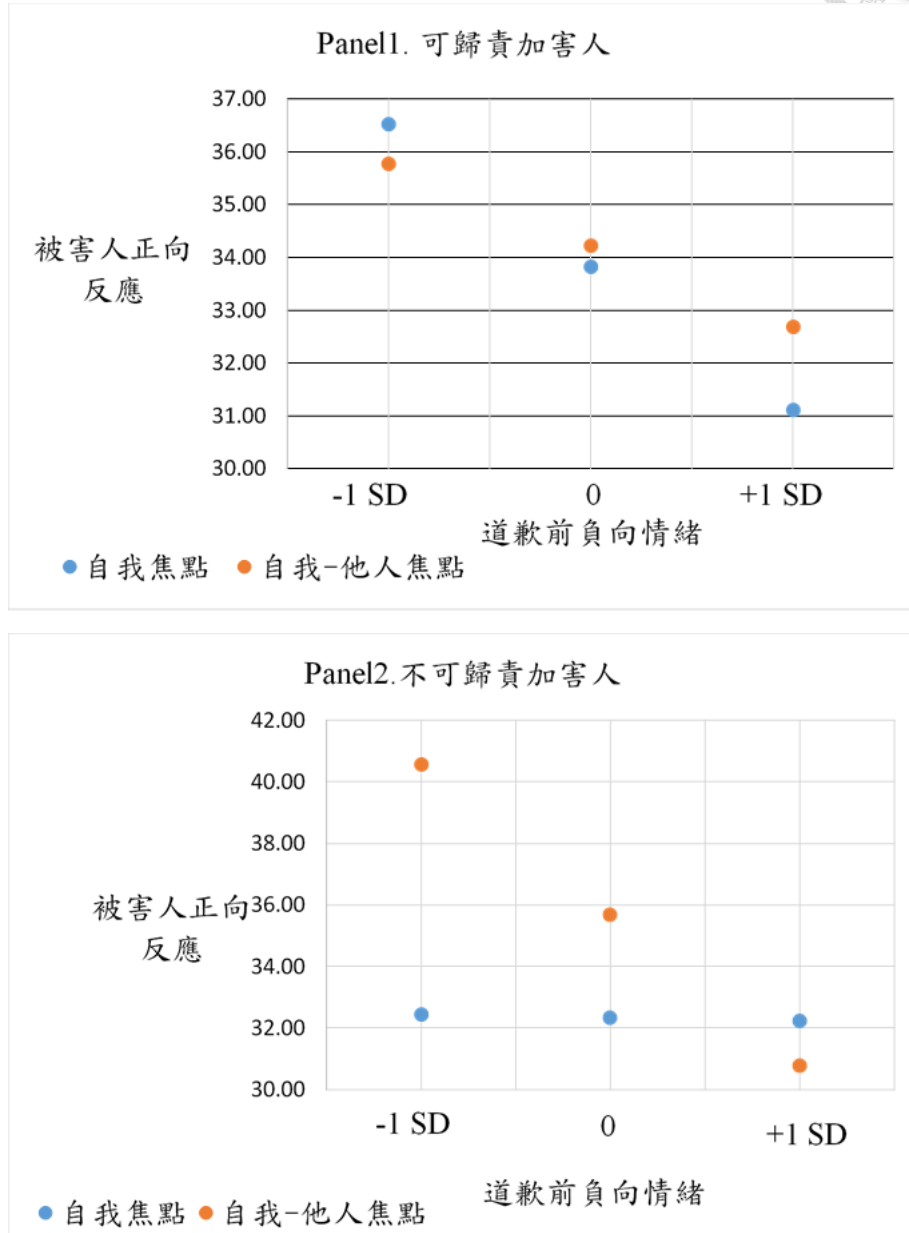 Panel1. 可歸責加害人
37.00
36.00
35.00
被害人正向
反應
34.00
33.00
32.00
31.00
30.00
-1 SD 0 +1 SD
道歉前負向情緒
自我焦點 自我-他人焦點
Panel2.不可歸責加害人
42.00
40.00
38.00
被害人正向
反應
36.00
34.00
32.00
30.00
-1 SD 0 +1 SD
道歉前負向情緒
自我焦點 自我-他人焦點